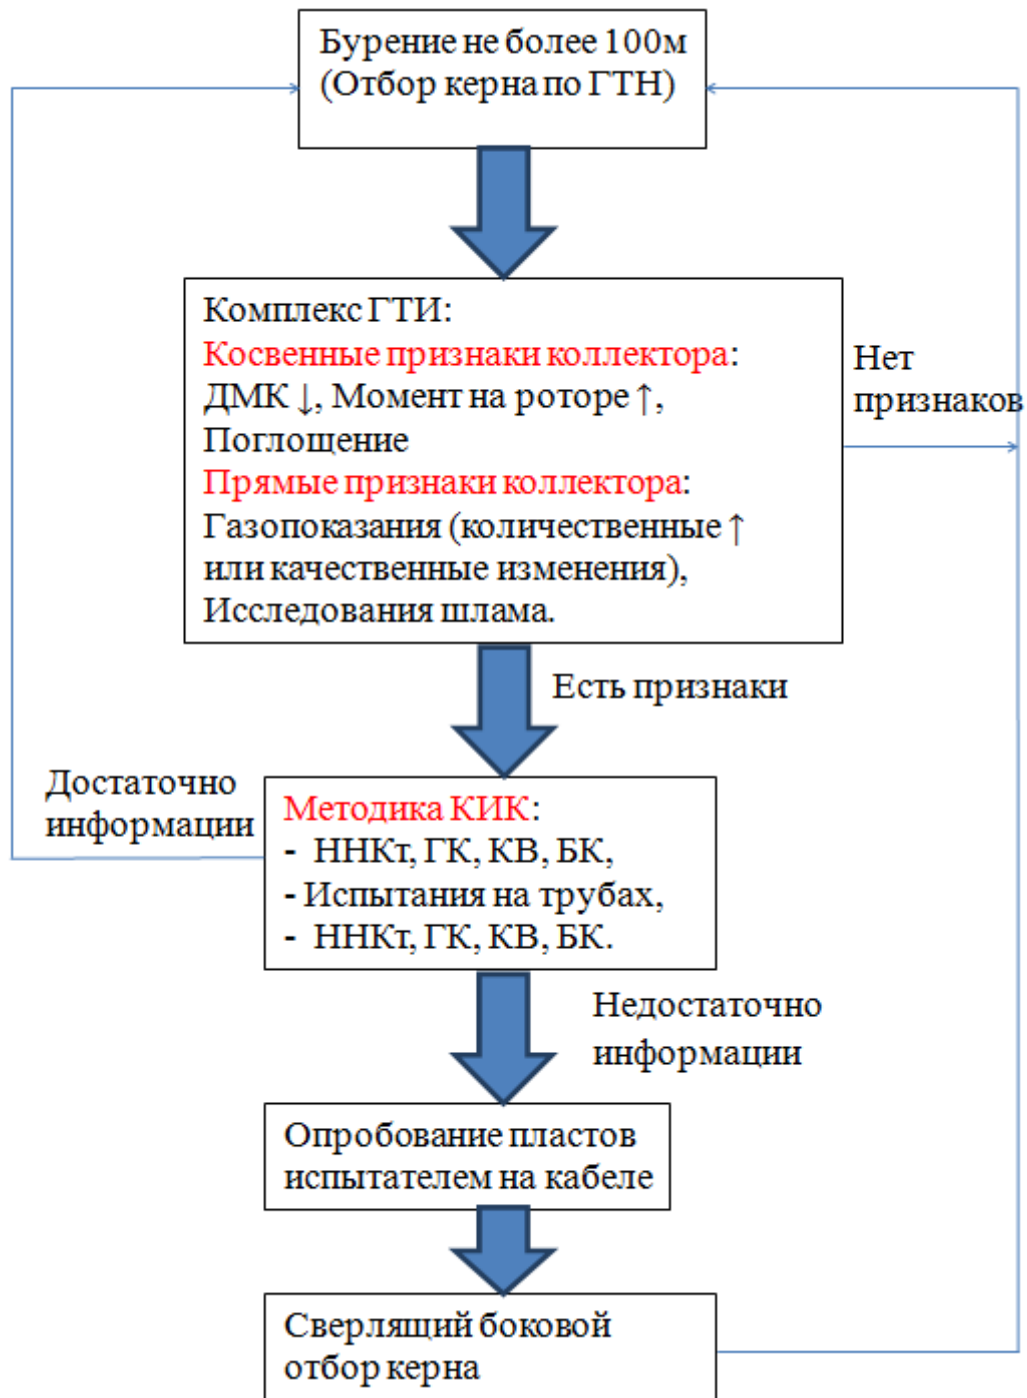 Бурение не более 100м
(Отбор керна по ГТН)
Комплекс ГТИ:
Косвенные признаки коллектора:
ДМК ↓, Момент на роторе ↑,
Поглощение
Прямые признаки коллектора:
Газопоказания (количественные ↑
или качественные изменения),
Исследования шлама.
Нет
признаков
Есть признаки
Достаточно
информации
Методика КИК:
- ННКт, ГК, КВ, БК,
- Испытания на трубах,
- ННКт, ГК, КВ, БК.
Недостаточно
информации
Опробование пластов
испытателем на кабеле
Сверлящий боковой
отбор керна